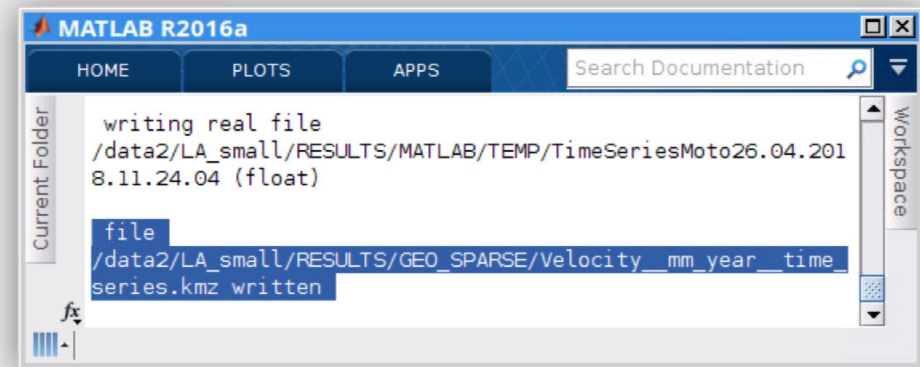 MATLAB R2016a
HOME
PLOTS
APPS
Search Documentation
Current Folder
Workspace
writing real file
/data2/LA_small/RESULTS/MATLAB/TEMP/TimeSeriesMoto26.04.201
8.11.24.04 (float)
file
/data2/LA_small/RESULTS/GEO_SPARSE/Velocity__mm_year__time_
series.kmz written
fx